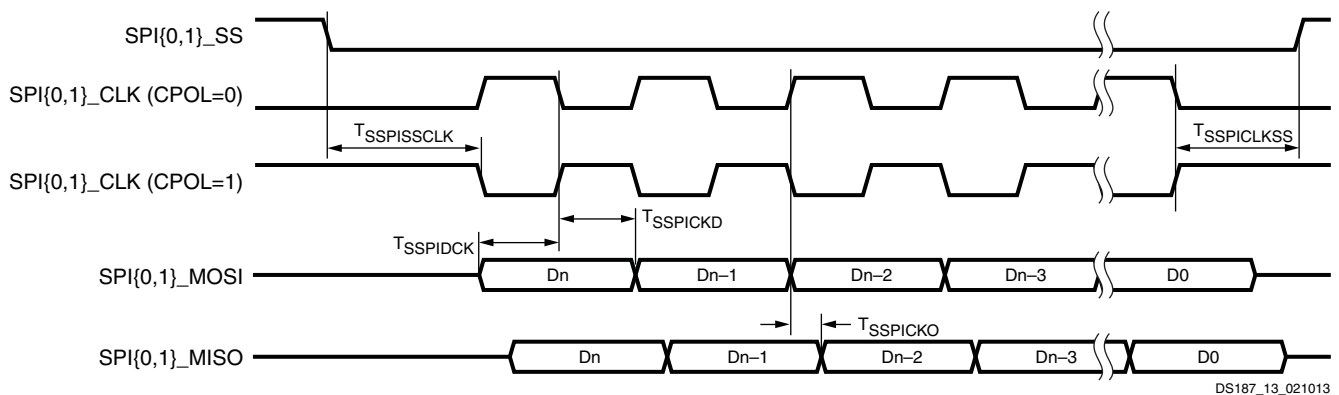 SPI{0,1}_SS
SPI{0,1}_CLK (CPOL=0)
TSSPISSCLK
TSSPICLKSS
SPI{0,1}_CLK (CPOL=1)
TSSPICKD
TSSPIDCK
SPI{0,1}_MOSI
Dn
Dn–1
Dn–2
Dn–3
D0
TSSPICKO
SPI{0,1}_MISO
Dn
Dn–1
Dn–2
Dn–3
D0
DS187_13_021013